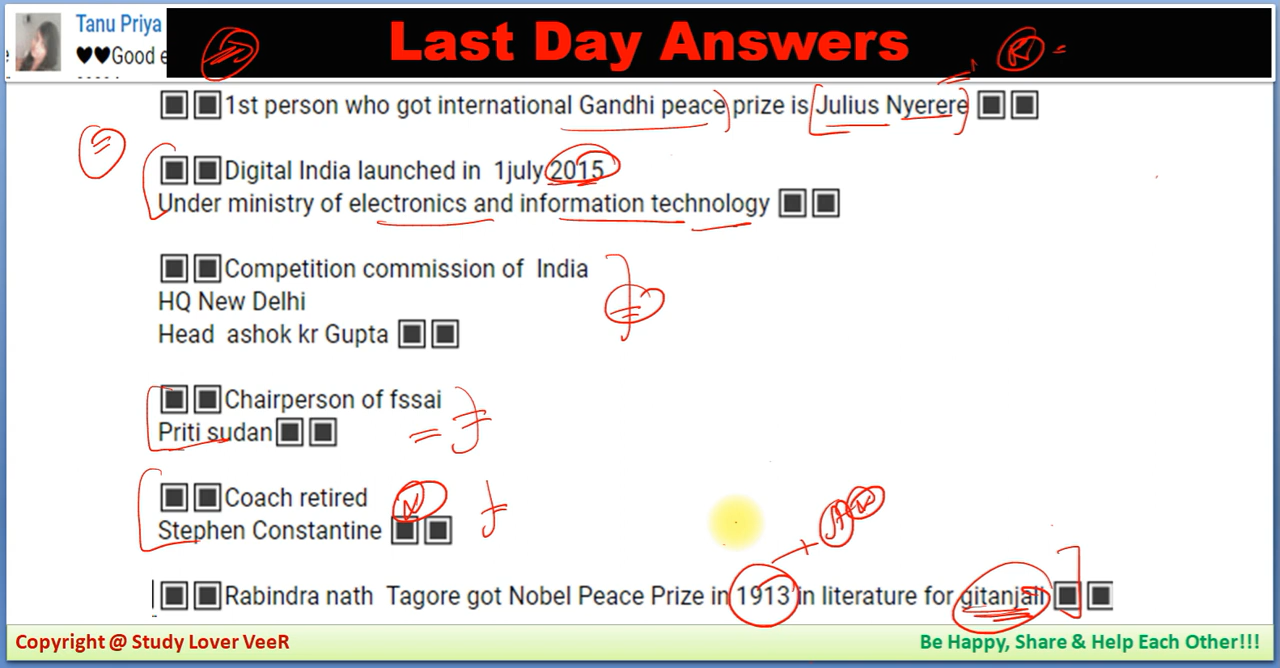 Tanu Priya
♥♥Good e
Last Day Answers
1st person who got international Gandhi peace prize is Julius Nyerere
Digital India launched in 1july 2015
Under ministry of electronics and information technology
Competition commission of India
HQ New Delhi
Head ashok kr Gupta
Chairperson of fssai
Priti sudan
Coach retired
Stephen Constantine
Rabindra nath Tagore got Nobel Peace Prize in 1913 in literature for gitanjali
Copyright @ Study Lover VeeR
Be Happy, Share & Help Each Other!!!